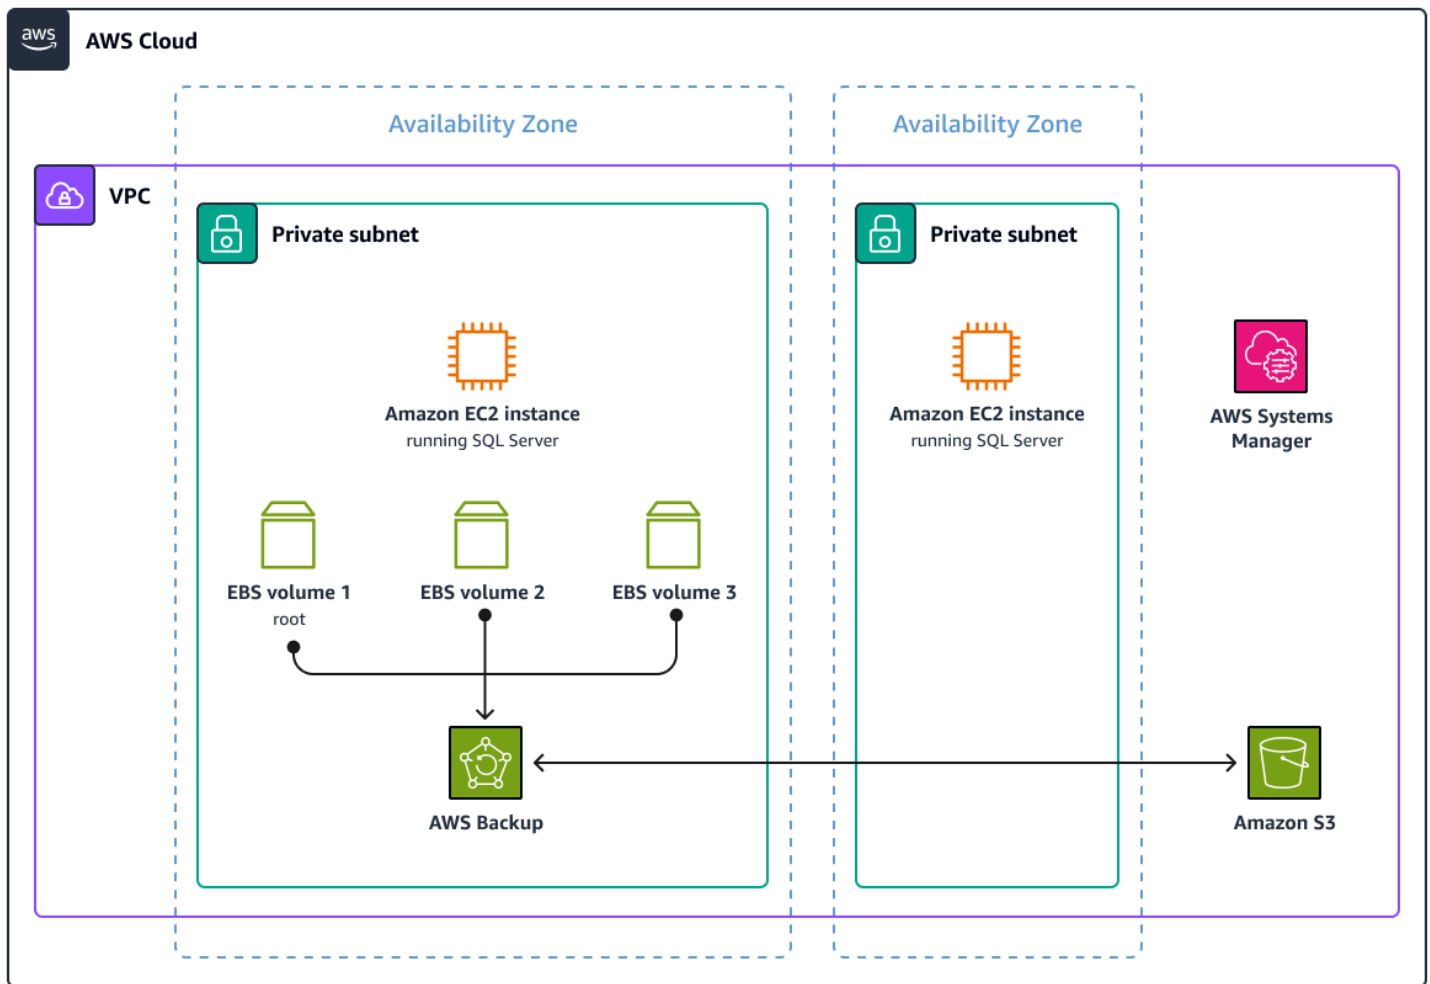 aws
AWS Cloud
Availability Zone
Availability Zone
VPC
Private subnet
Private subnet
Amazon EC2 instance
running SQL Server
Amazon EC2 instance
running SQL Server
AWS Systems
Manager
EBS volume 1
root
EBS volume 2
EBS volume 3
AWS Backup
Amazon S3